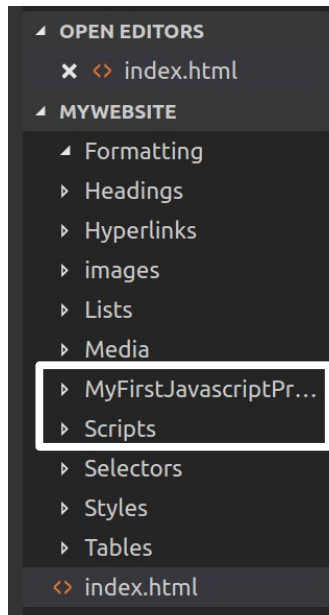 OPEN EDITORS
index.html
MYWEBSITE
Formatting
Headings
Hyperlinks
images
Lists
Media
MyFirstJavascriptPr...
Scripts
Selectors
Styles
Tables
index.html